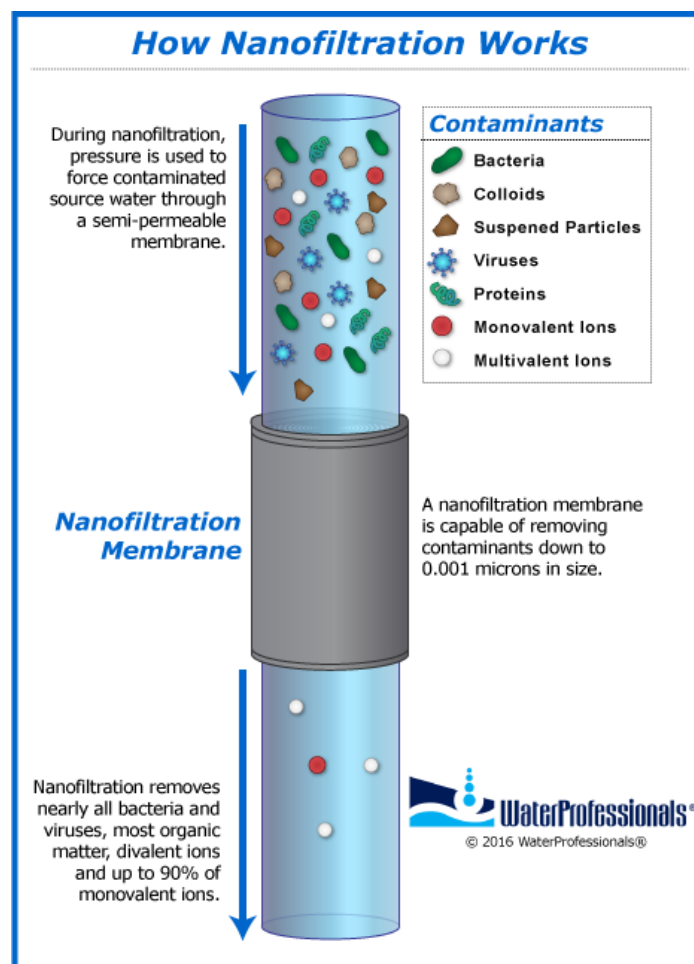 How Nanofiltration Works
During nanofiltration,
pressure is used to
force contaminated
source water through
a semi-permeable
membrane.
Contaminants
Bacteria
Colloids
Suspened Particles
Viruses
Proteins
Monovalent Ions
Multivalent Ions
Nanofiltration
Membrane
A nanofiltration membrane
is capable of removing
contaminants down to
0.001 microns in size.
Nanofiltration removes
nearly all bacteria and
viruses, most organic
matter, divalent ions
and up to 90% of
monovalent ions.
WaterProfessionals®
© 2016 WaterProfessionals®